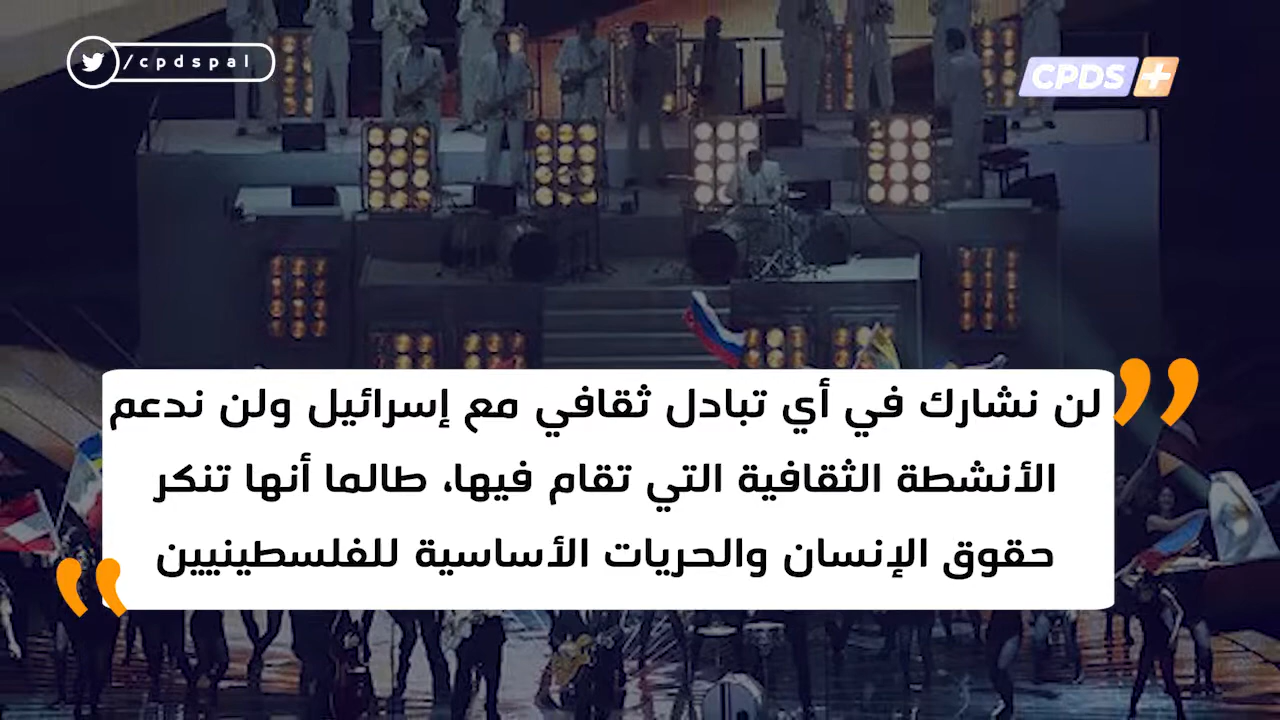 /cpdspal
CPDS+
لن نشارك في أي تبادل ثقافي مع إسرائيل ولن ندعم
الأنشطة الثقافية التي تقام فيها، طالما أنها تنكر
حقوق الإنسان والحريات الأساسية للفلسطينيين